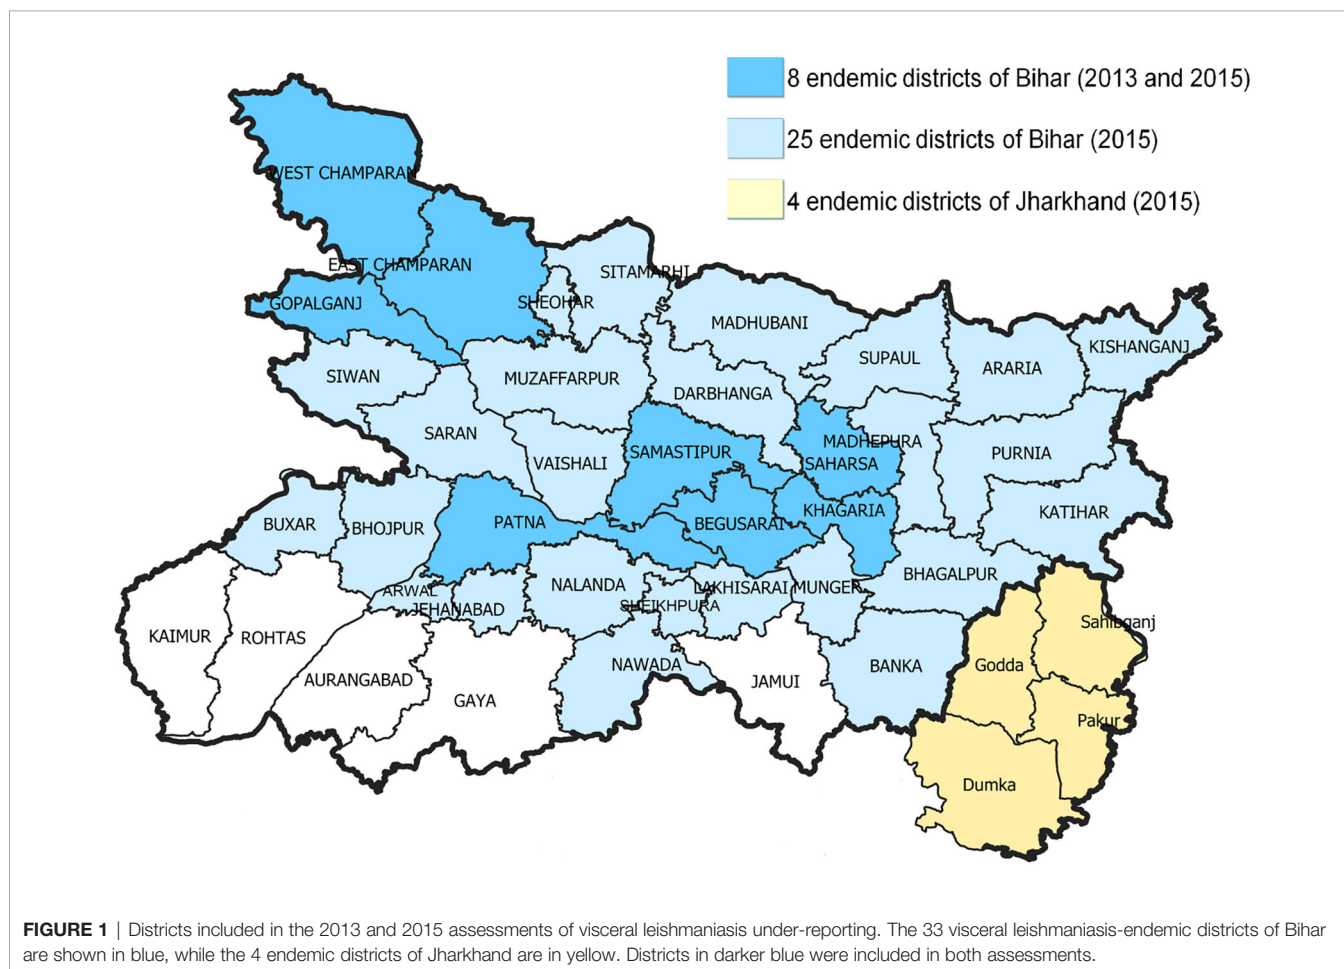 8 endemic districts of Bihar (2013 and 2015)
25 endemic districts of Bihar (2015)
4 endemic districts of Jharkhand (2015)
WEST CHAMPARAN
EAST CHAMPARAN
SITAMARHI
GOPALGANJ
SHEOHAR
MADHUBANI
KISHANGANJ
SUPAUL
ARARIA
SIWAN
MUZAFFARPUR
DARBHANGA
SARAN
MADHEPURA
SAMASTIPUR
PURNIA
VAISHALI
SAHARSA
KHAGARIA
KATIHAR
BUXAR
BHOJPUR
PATNA
BEGUSARAI
BHAGALPUR
ARWAL
NALANDA
LAKHISARAI
MUNGER
JEHANABAD
SHEIKHPURA
Sahibganj
KAIMUR
ROHTAS
NAWADA
BANKA
Godda
AURANGABAD
JAMUI
GAYA
Pakur
Dumka
FIGURE 1 | Districts included in the 2013 and 2015 assessments of visceral leishmaniasis under-reporting. The 33 visceral leishmaniasis-endemic districts of Bihar
are shown in blue, while the 4 endemic districts of Jharkhand are in yellow. Districts in darker blue were included in both assessments.